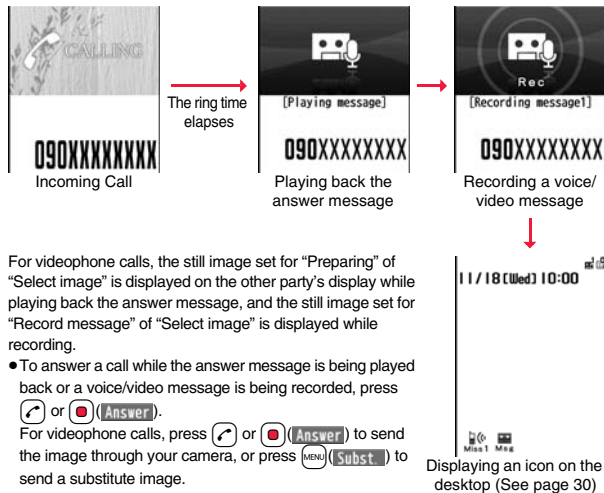 CALLING
090XXXXXXXX
Incoming Call
The ring time
elapses
[Playing message]
090XXXXXXXX
Playing back the
answer message
Rec
[Recording message1]
090XXXXXXXX
Recording a voice/
video message
For videophone calls, the still image set for “Preparing” of
“Select image” is displayed on the other party’s display while
playing back the answer message, and the still image set for
“Record message” of “Select image” is displayed while
recording.
●To answer a call while the answer message is being played
back or a voice/video message is being recorded, press
or (Answer).
For videophone calls, press or (Answer) to send
the image through your camera, or press MENU (Subst.) to
send a substitute image.
11/18[Wed]10:00
Miss1 Msg
Displaying an icon on the
desktop (See page 30)